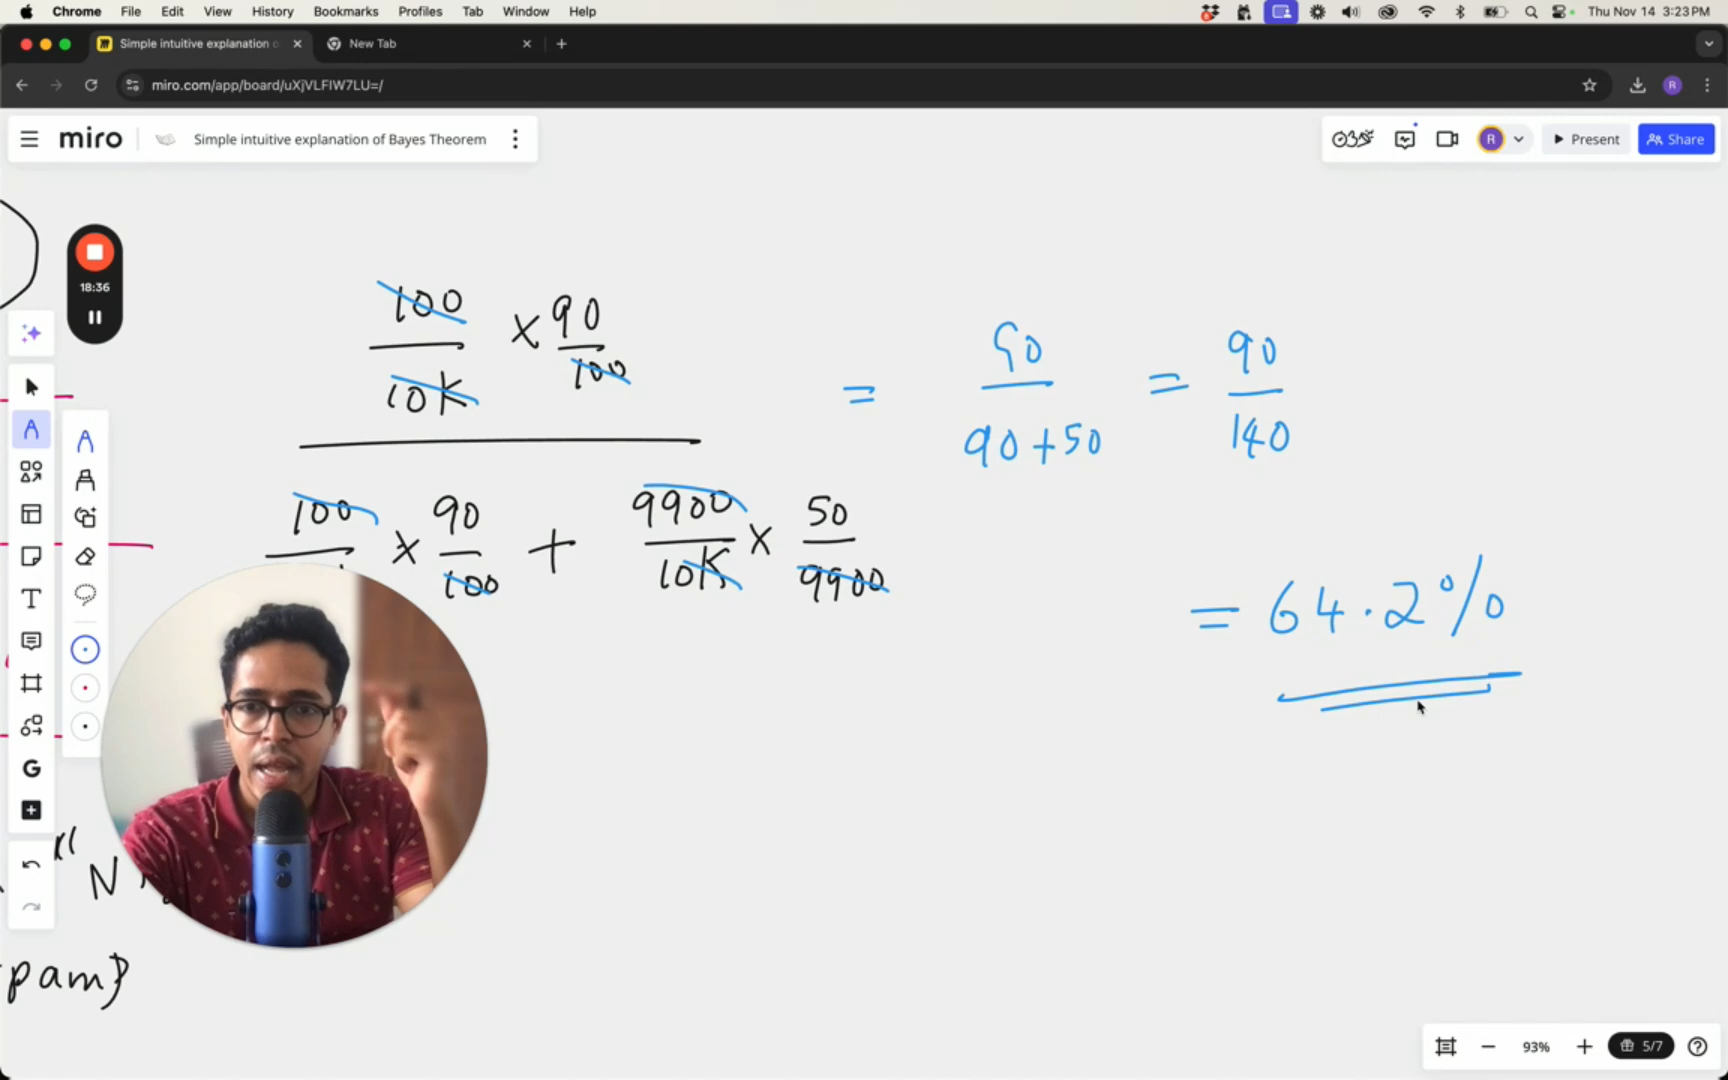 Chrome File Edit View History Bookmarks Profiles Tab Window Help Thu Nov 14 3:23 PM
Simple intuitive explanation o New Tab
miro.com/app/board/uXjVLFIW7LU=/ R
miro Simple intuitive explanation of Bayes Theorem R Present Share
18:36
100 x 90
10K 100
= 90 = 90
90+50 140
100 x 90 + 9900 x 50
100 10K 9900
= 64.2%
T
G
N
pam}
93% 5/7